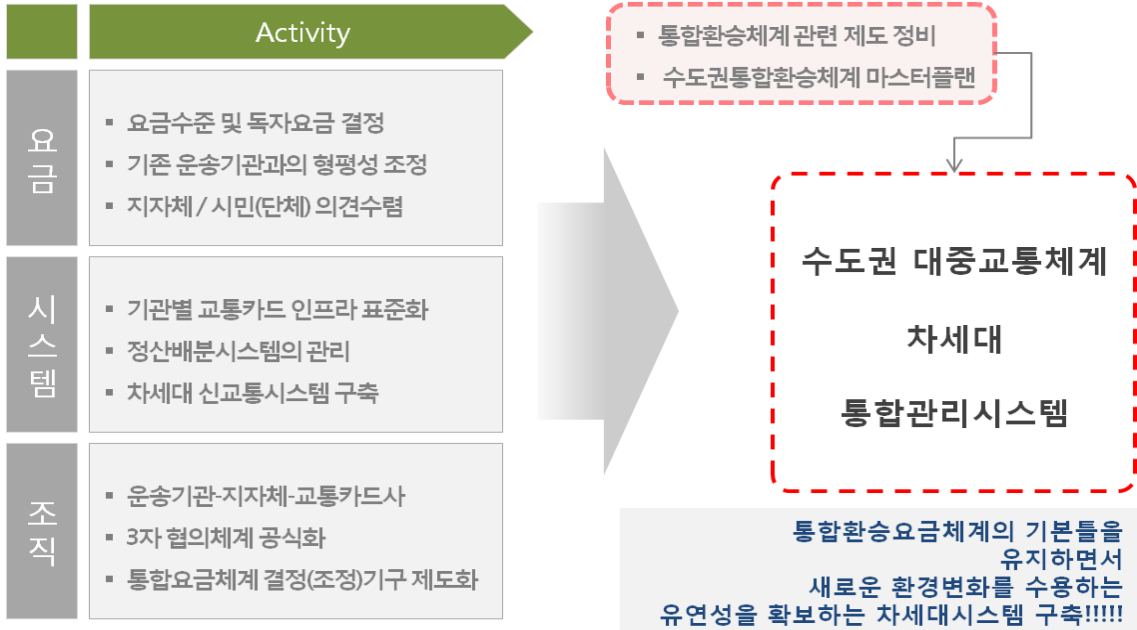 Activity
요금
▪ 요금수준 및 독자요금 결정
▪ 기존 운송기관과의 형평성 조정
▪ 지자체 / 시민(단체) 의견수렴
시스템
▪ 기관별 교통카드 인프라 표준화
▪ 정산배분시스템의 관리
▪ 차세대 신교통시스템 구축
조직
▪ 운송기관-지자체-교통카드사
▪ 3자 협의체계 공식화
▪ 통합요금체계 결정(조정)기구 제도화
▪ 통합환승체계 관련 제도 정비
▪ 수도권통합환승체계 마스터플랜
수도권 대중교통체계
차세대
통합관리시스템
통합환승요금체계의 기본틀을
유지하면서
새로운 환경변화를 수용하는
유연성을 확보하는 차세대시스템 구축!!!!!